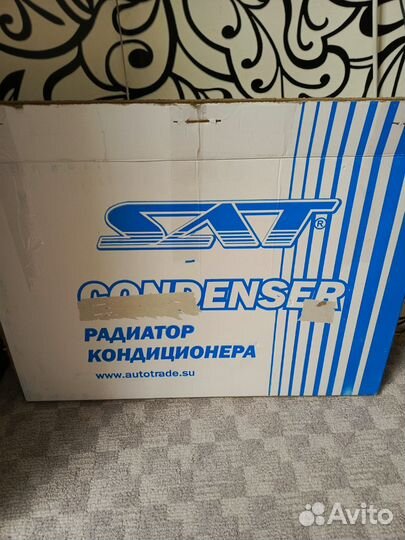 SAT®
CONDENSER
РАДИАТОР
КОНДИЦИОНЕРА
www.autotrade.su
Avito